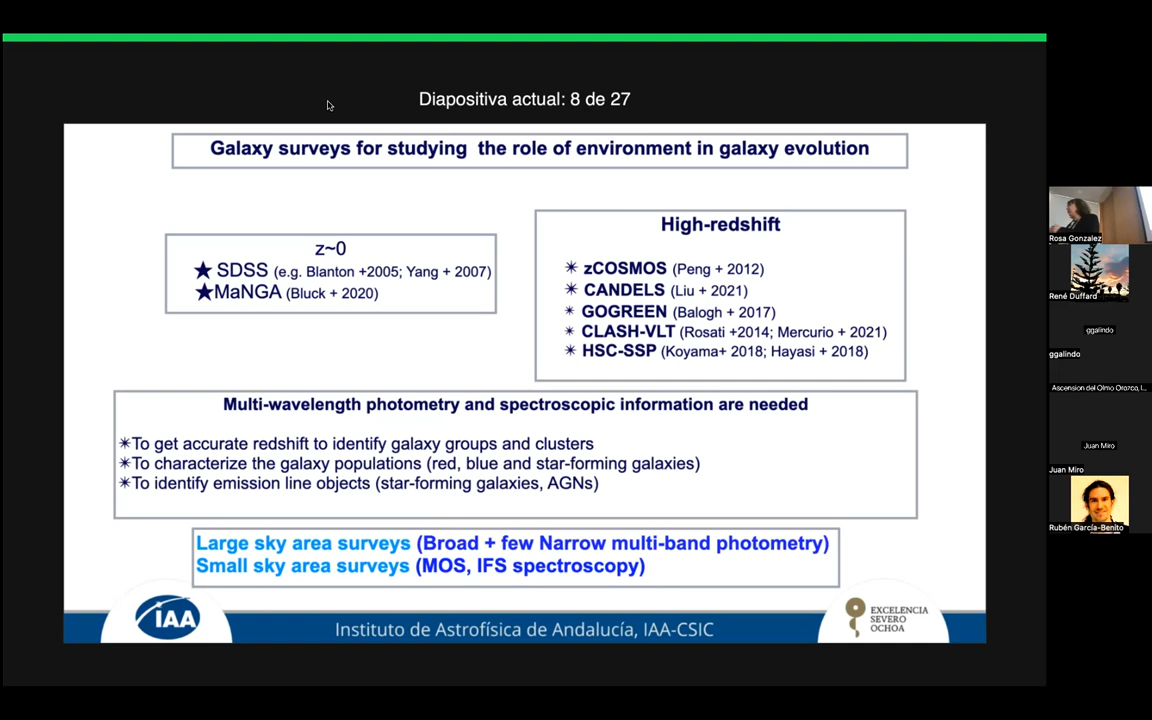 Diapositiva actual: 8 de 27
Galaxy surveys for studying the role of environment in galaxy evolution
z~0
★ SDSS (e.g. Blanton +2005; Yang + 2007)
★MaNGA (Bluck + 2020)
High-redshift
✴ zCOSMOS (Peng + 2012)
✴ CANDELS (Liu + 2021)
✴ GOGREEN (Balogh + 2017)
✴ CLASH-VLT (Rosati +2014; Mercurio + 2021)
✴ HSC-SSP (Koyama+ 2018; Hayasi + 2018)
Multi-wavelength photometry and spectroscopic information are needed
✴To get accurate redshift to identify galaxy groups and clusters
✴To characterize the galaxy populations (red, blue and star-forming galaxies)
✴To identify emission line objects (star-forming galaxies, AGNs)
Large sky area surveys (Broad + few Narrow multi-band photometry)
Small sky area surveys (MOS, IFS spectroscopy)
IAA
Instituto de Astrofísica de Andalucía, IAA-CSIC
EXCELENCIA
SEVERO
OCHOA
Rosa Gonzalez
René Duffard
ggalindo
ggalindo
Ascension del Olmo Orozco, I...
Juan Miro
Juan Miro
Rubén García-Benito